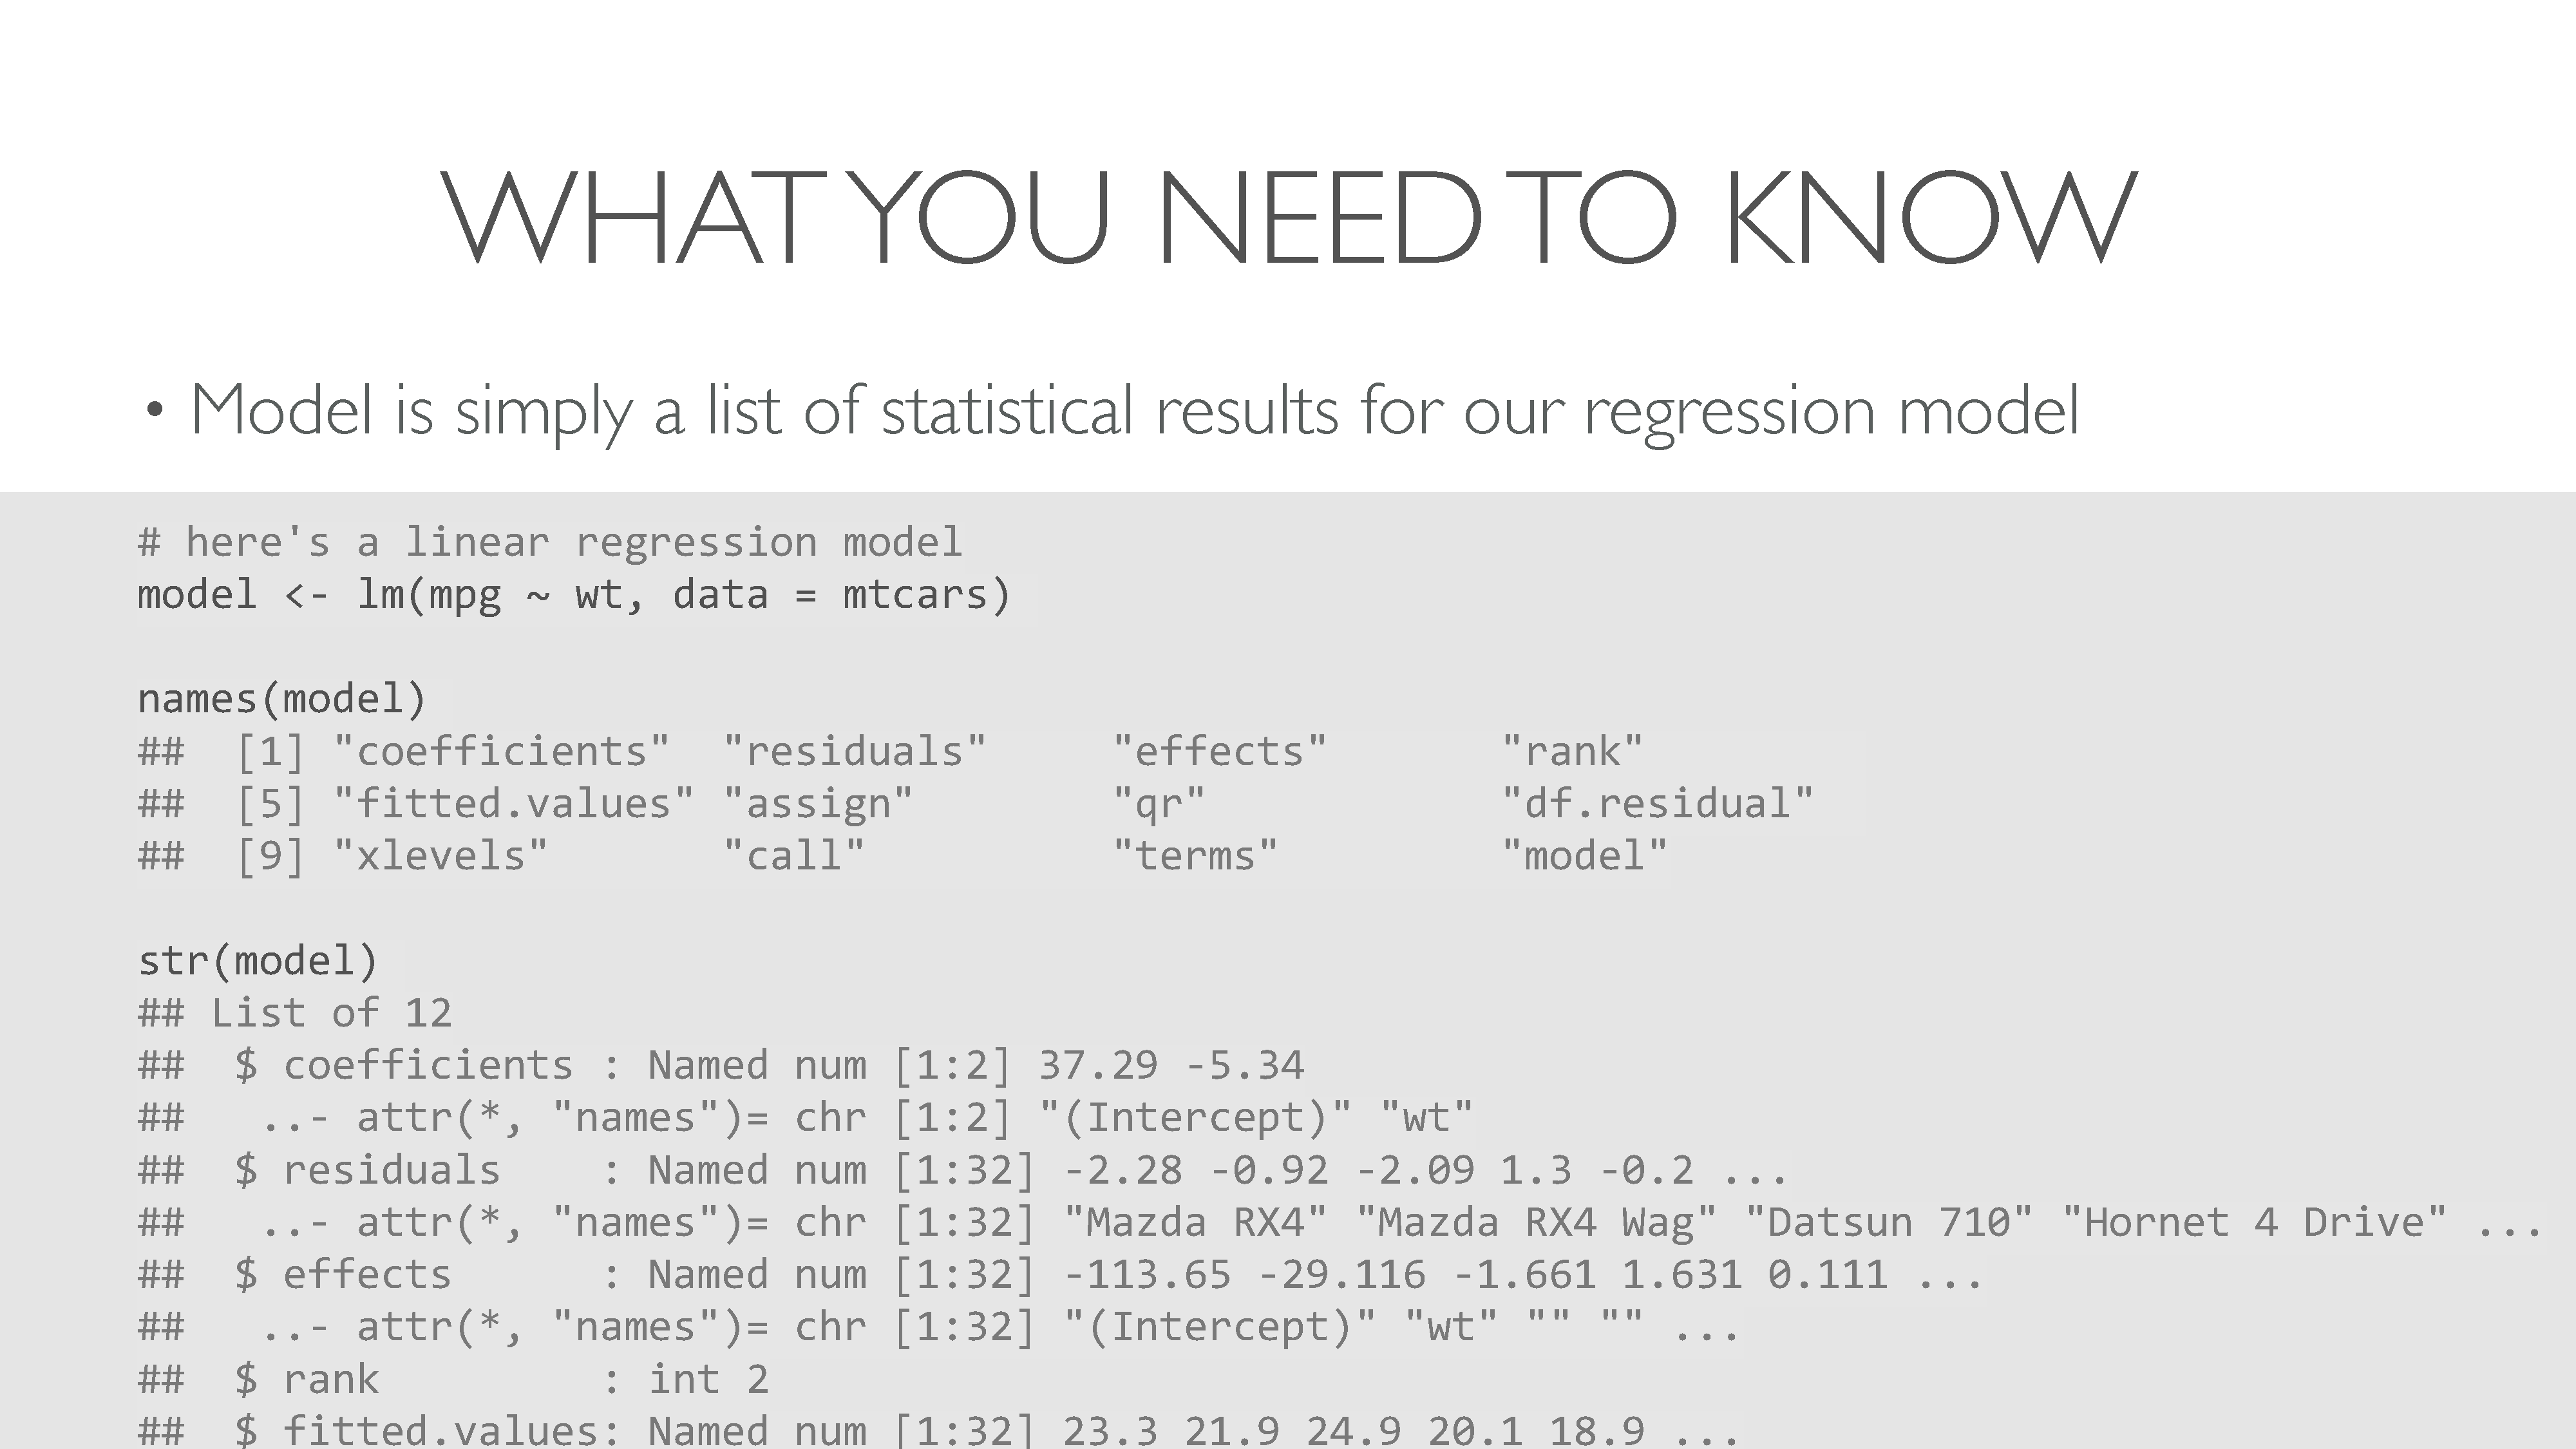 WHAT YOU NEED TO KNOW
• Model is simply a list of statistical results for our regression model
# here's a linear regression model
model <- lm(mpg ~ wt, data = mtcars)
names(model)
##  [1] "coefficients"  "residuals"     "effects"       "rank"
##  [5] "fitted.values" "assign"        "qr"            "df.residual"
##  [9] "xlevels"       "call"          "terms"         "model"
str(model)
## List of 12
##  $ coefficients : Named num [1:2] 37.29 -5.34
##   ..- attr(*, "names")= chr [1:2] "(Intercept)" "wt"
##  $ residuals    : Named num [1:32] -2.28 -0.92 -2.09 1.3 -0.2 ...
##   ..- attr(*, "names")= chr [1:32] "Mazda RX4" "Mazda RX4 Wag" "Datsun 710" "Hornet 4 Drive" ...
##  $ effects      : Named num [1:32] -113.65 -29.116 -1.661 1.631 0.111 ...
##   ..- attr(*, "names")= chr [1:32] "(Intercept)" "wt" "" "" ...
##  $ rank         : int 2
##  $ fitted.values: Named num [1:32] 23.3 21.9 24.9 20.1 18.9 ...